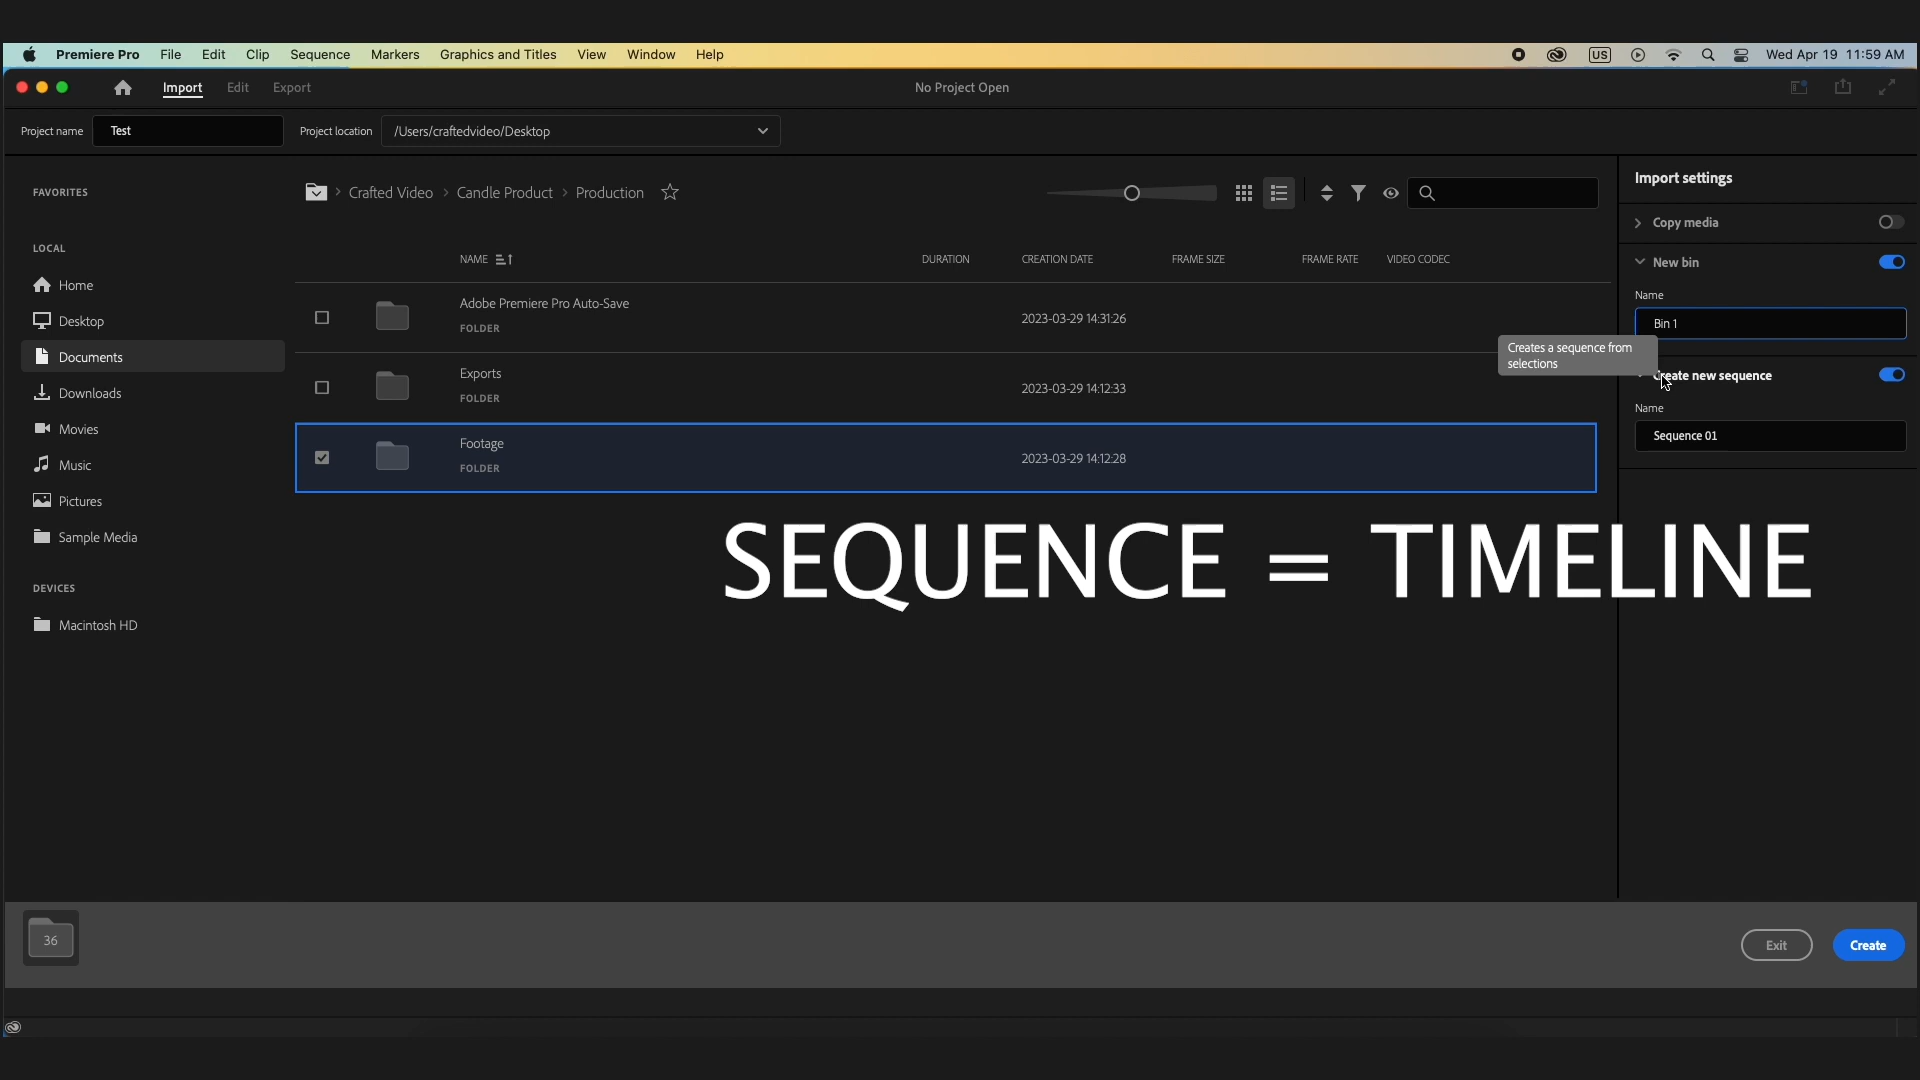 Premiere Pro File Edit Clip Sequence Markers Graphics and Titles View Window Help US Wed Apr 19 11:59 AM
Import Edit Export No Project Open
Project name Test Project location /Users/craftedvideo/Desktop
FAVORITES
LOCAL
Home
Desktop
Documents
Downloads
Movies
Music
Pictures
Sample Media
DEVICES
Macintosh HD
Crafted Video > Candle Product > Production
NAME DURATION CREATION DATE FRAME SIZE FRAME RATE VIDEO CODEC
Adobe Premiere Pro Auto-Save
FOLDER
2023-03-29 14:31:26
Exports
FOLDER
2023-03-29 14:12:33
Footage
FOLDER
2023-03-29 14:12:28
SEQUENCE = TIMELINE
Import settings
Copy media
New bin
Name
Bin 1
Creates a sequence from
selections
Create new sequence
Name
Sequence 01
36
Exit Create